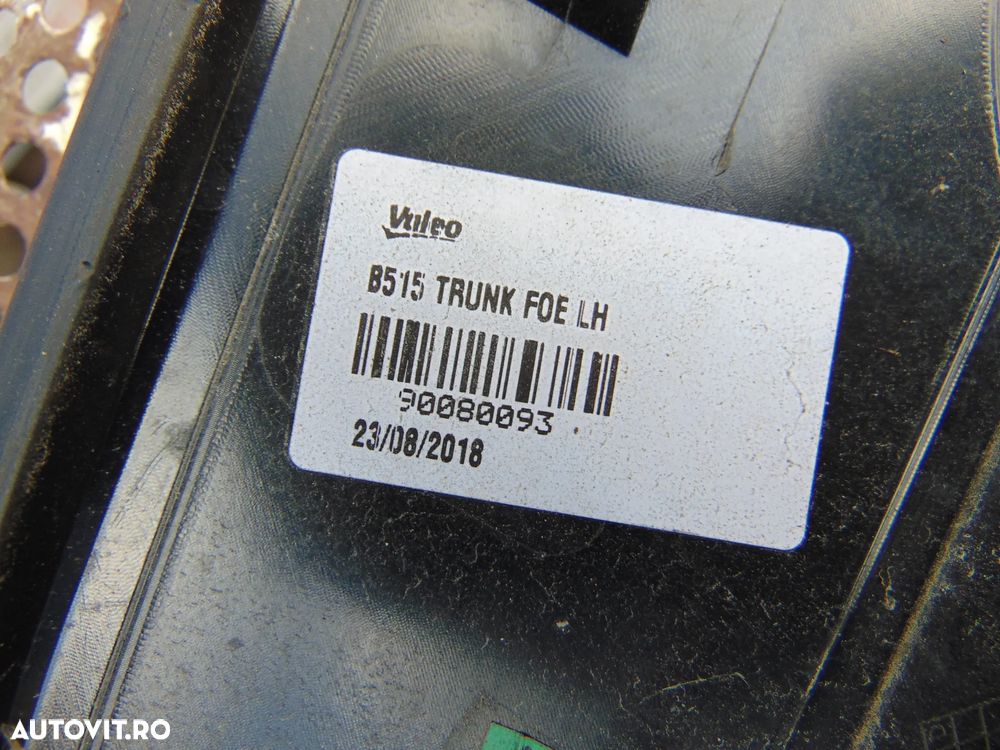 Valeo
B515 TRUNK FOE LH
90080093
23/08/2018
AUTOVIT.RO